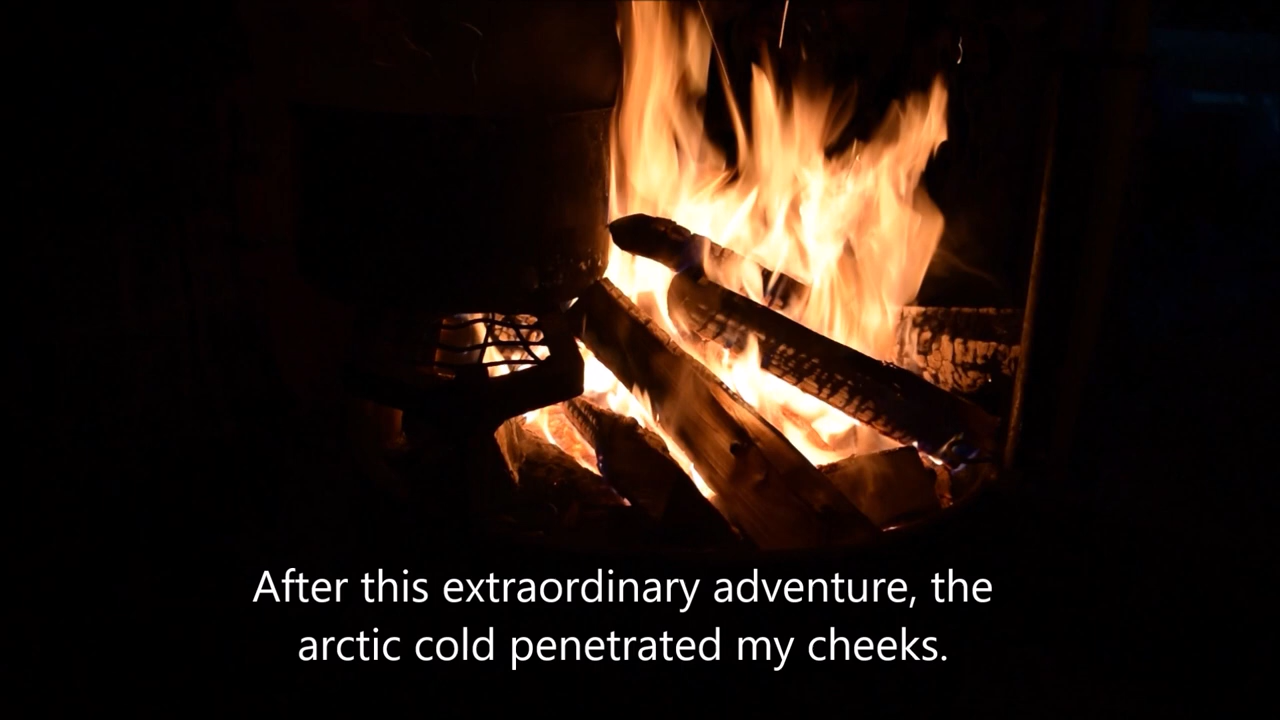 After this extraordinary adventure, the
arctic cold penetrated my cheeks.